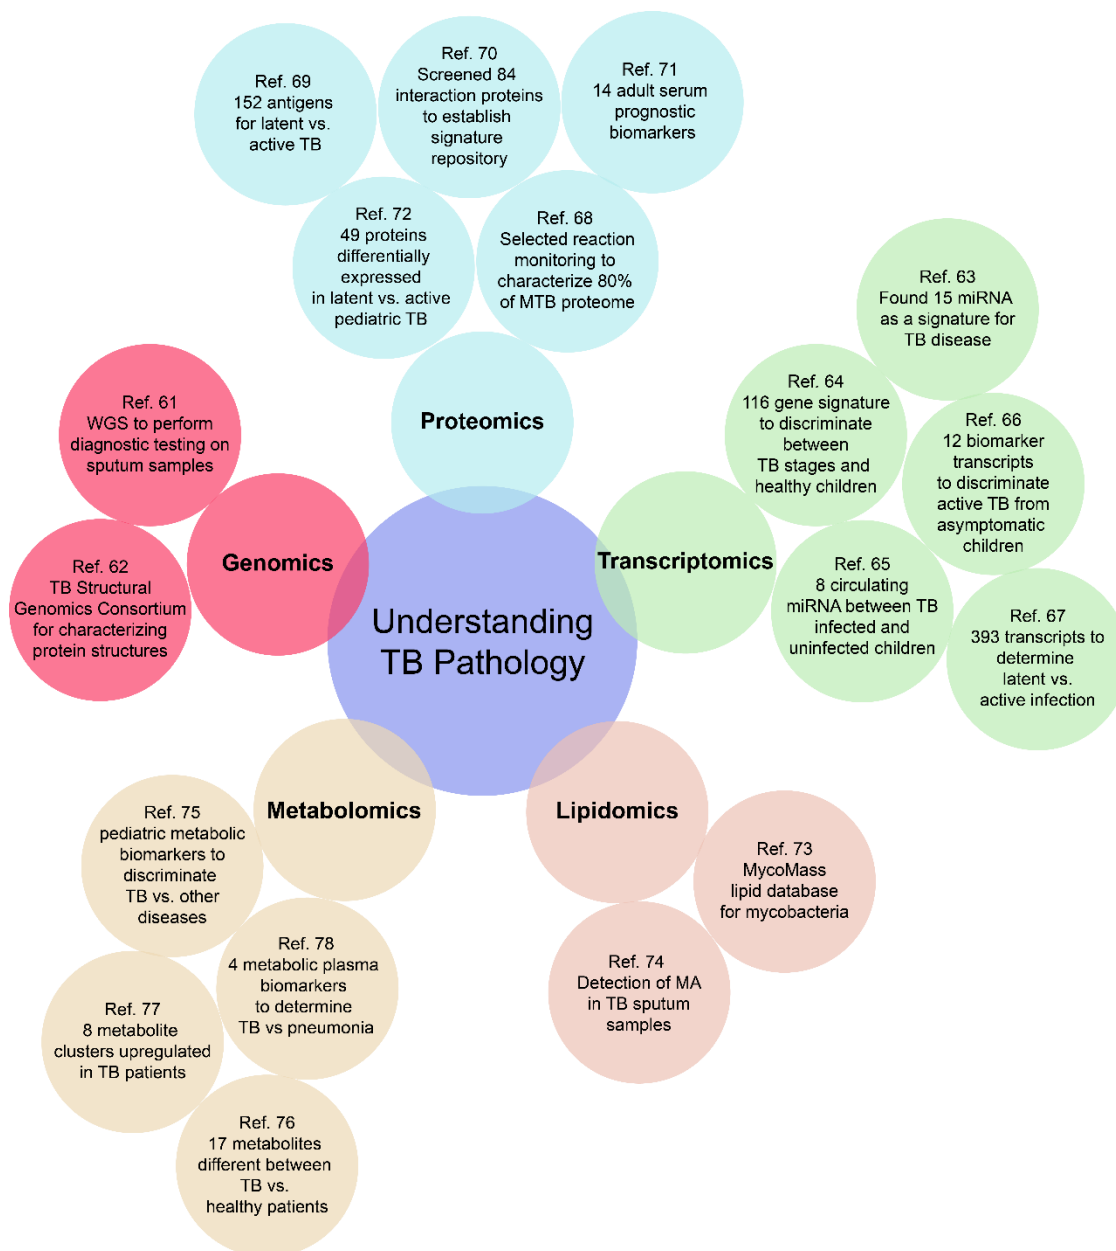 Ref. 69
152 antigens
for latent vs.
active TB
Ref. 70
Screened 84
interaction proteins
to establish
signature
repository
Ref. 71
14 adult serum
prognostic
biomarkers
Ref. 72
49 proteins
differentially
expressed
in latent vs. active
pediatric TB
Ref. 68
Selected reaction
monitoring to
characterize 80%
of MTB proteome
Proteomics
Ref. 63
Found 15 miRNA
as a signature for
TB disease
Ref. 64
116 gene signature
to discriminate
between
TB stages and
healthy children
Ref. 66
12 biomarker
transcripts
to discriminate
active TB from
asymptomatic
children
Transcriptomics
Ref. 65
8 circulating
miRNA between TB
infected and
uninfected children
Ref. 67
393 transcripts to
determine
latent vs.
active infection
Ref. 61
WGS to perform
diagnostic testing on
sputum samples
Genomics
Ref. 62
TB Structural
Genomics Consortium
for characterizing
protein structures
Understanding
TB Pathology
Metabolomics
Ref. 75
pediatric metabolic
biomarkers to
discriminate
TB vs. other
diseases
Ref. 78
4 metabolic plasma
biomarkers
to determine
TB vs pneumonia
Ref. 77
8 metabolite
clusters upregulated
in TB patients
Ref. 76
17 metabolites
different between
TB vs.
healthy patients
Lipidomics
Ref. 73
MycoMass
lipid database
for mycobacteria
Ref. 74
Detection of MA
in TB sputum
samples